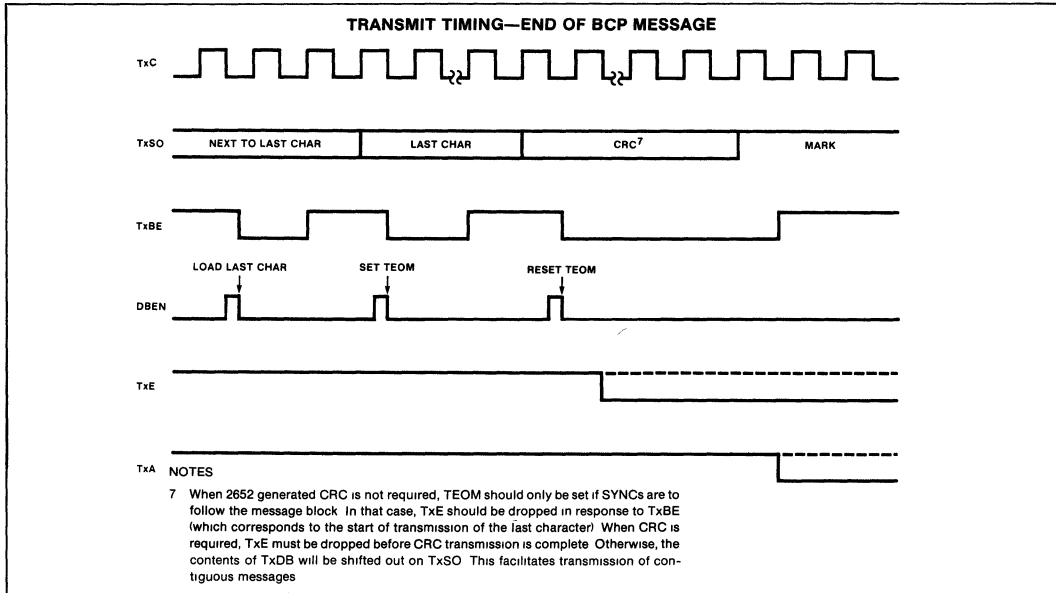 TRANSMIT TIMING—END OF BCP MESSAGE
TxC
TxSO NEXT TO LAST CHAR LAST CHAR CRC7 MARK
TxBE
LOAD LAST CHAR SET TEOM RESET TEOM
DBEN
TxE
TxA NOTES
7 When 2652 generated CRC is not required, TEOM should only be set if SYNCs are to
follow the message block In that case, TxE should be dropped in response to TxBE
(which corresponds to the start of transmission of the last character) When CRC is
required, TxE must be dropped before CRC transmission is complete Otherwise, the
contents of TxDB will be shifted out on TxSO This facilitates transmission of con-
tiguous messages